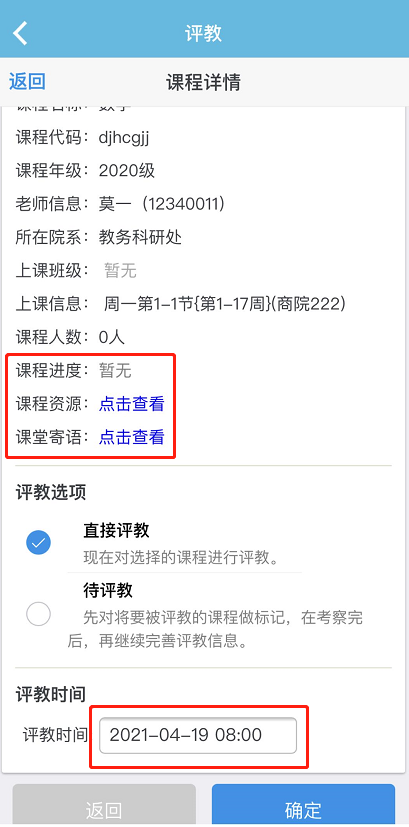 评教
返回
课程详情
课程名称：数学
课程代码：djhcgjj
课程年级：2020级
老师信息：莫一（12340011）
所在院系：教务科研处
上课班级：暂无
上课信息：周一第1-1节{第1-17周}(商院222)
课程人数：0人
课程进度：暂无
课程资源：点击查看
课堂寄语：点击查看
评教选项
直接评教
现在对选择的课程进行评教。
待评教
先对将要被评教的课程做标记，在考察完
后，再继续完善评教信息。
评教时间
评教时间 2021-04-19 08:00
返回
确定